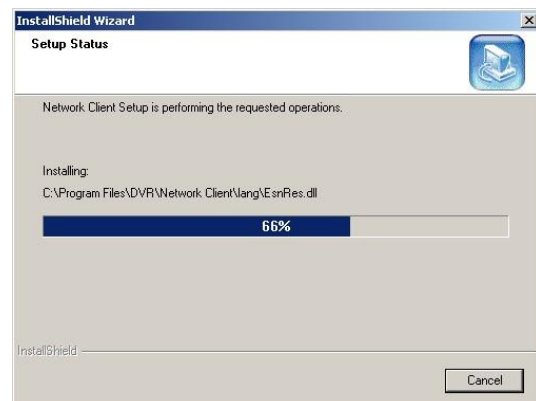 InstallShield Wizard
Setup Status
Network Client Setup is performing the requested operations.
Installing:
C:\Program Files\DVR\Network Client\lang\EsnRes.dll
66%
InstallShield
Cancel